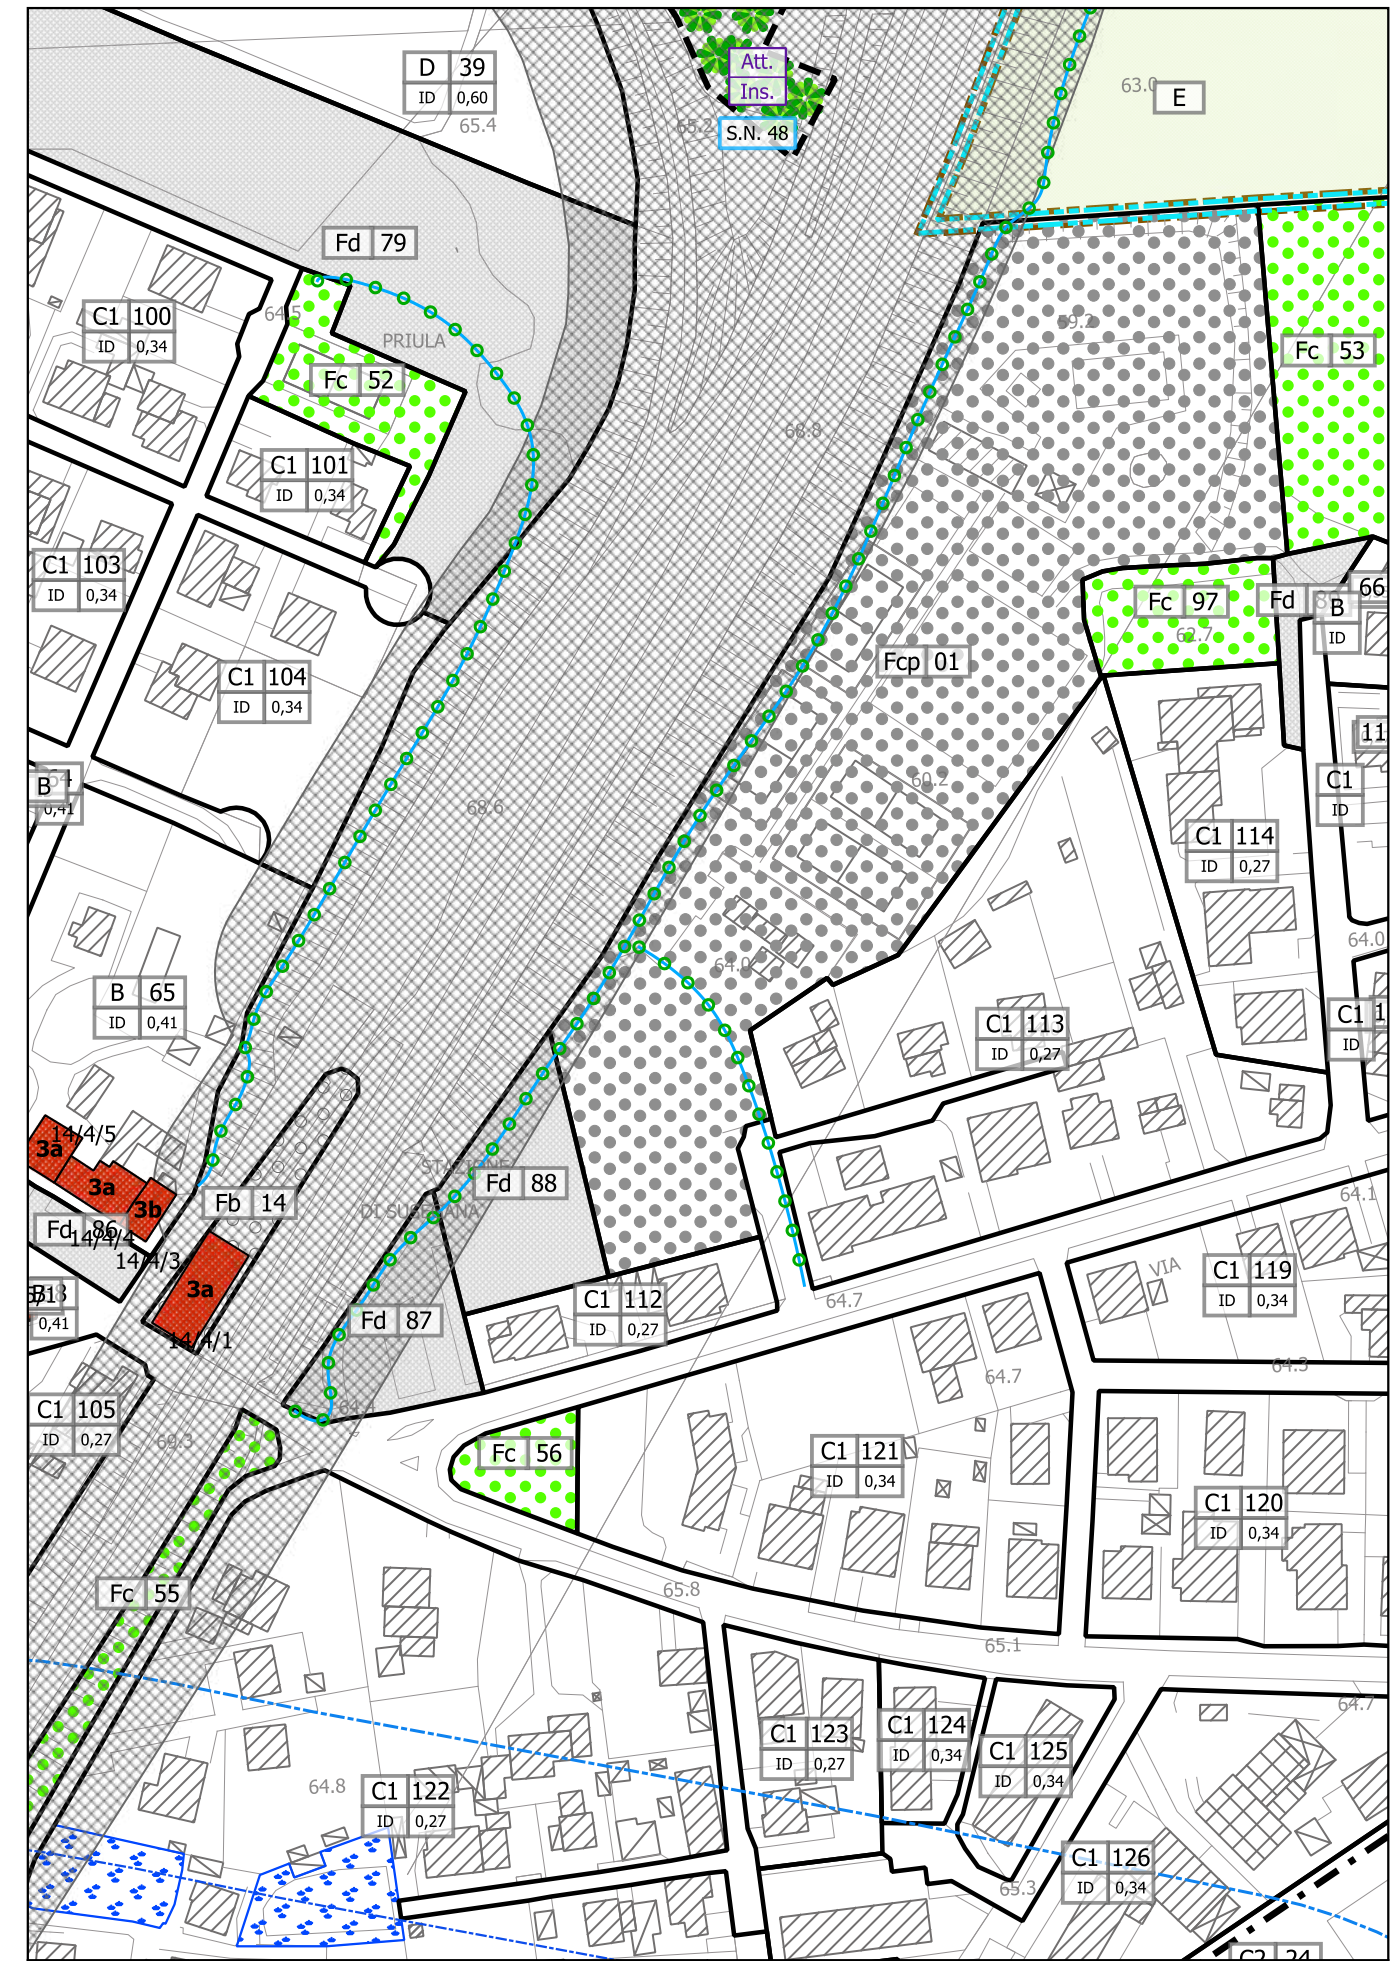 D 39
ID 0,60
65.4
65.2
Att.
Ins.
S.N. 48
63.0
E
Fd 79
C1 100
ID 0,34
64.5
PRIULA
Fc 52
59.2
Fc 53
68.8
C1 101
ID 0,34
C1 103
ID 0,34
Fc 97
62.7
Fd
B
ID
66
Fcp 01
C1 104
ID 0,34
11
B
0,41
68.6
60.2
C1
ID
C1 114
ID 0,27
64.0
64.0
B 65
ID 0,41
C1 113
ID 0,27
C1 1
ID
14/4/5
3a
3a
3b
STAZIONE
DI SUSEGANA
Fd 88
Fb 14
Fd 86
14/4/4
14/4/3
64.1
3a
14/4/1
VIA
C1 119
ID 0,34
0,41
C1 112
ID 0,27
64.7
Fd 87
64.3
64.7
64.4
C1 105
ID 0,27
69.3
Fc 56
C1 121
ID 0,34
C1 120
ID 0,34
Fc 55
65.8
65.1
64.7
C1 123
ID 0,27
C1 124
ID 0,34
C1 125
ID 0,34
64.8
C1 122
ID 0,27
C1 126
ID 0,34
65.3
C2 24